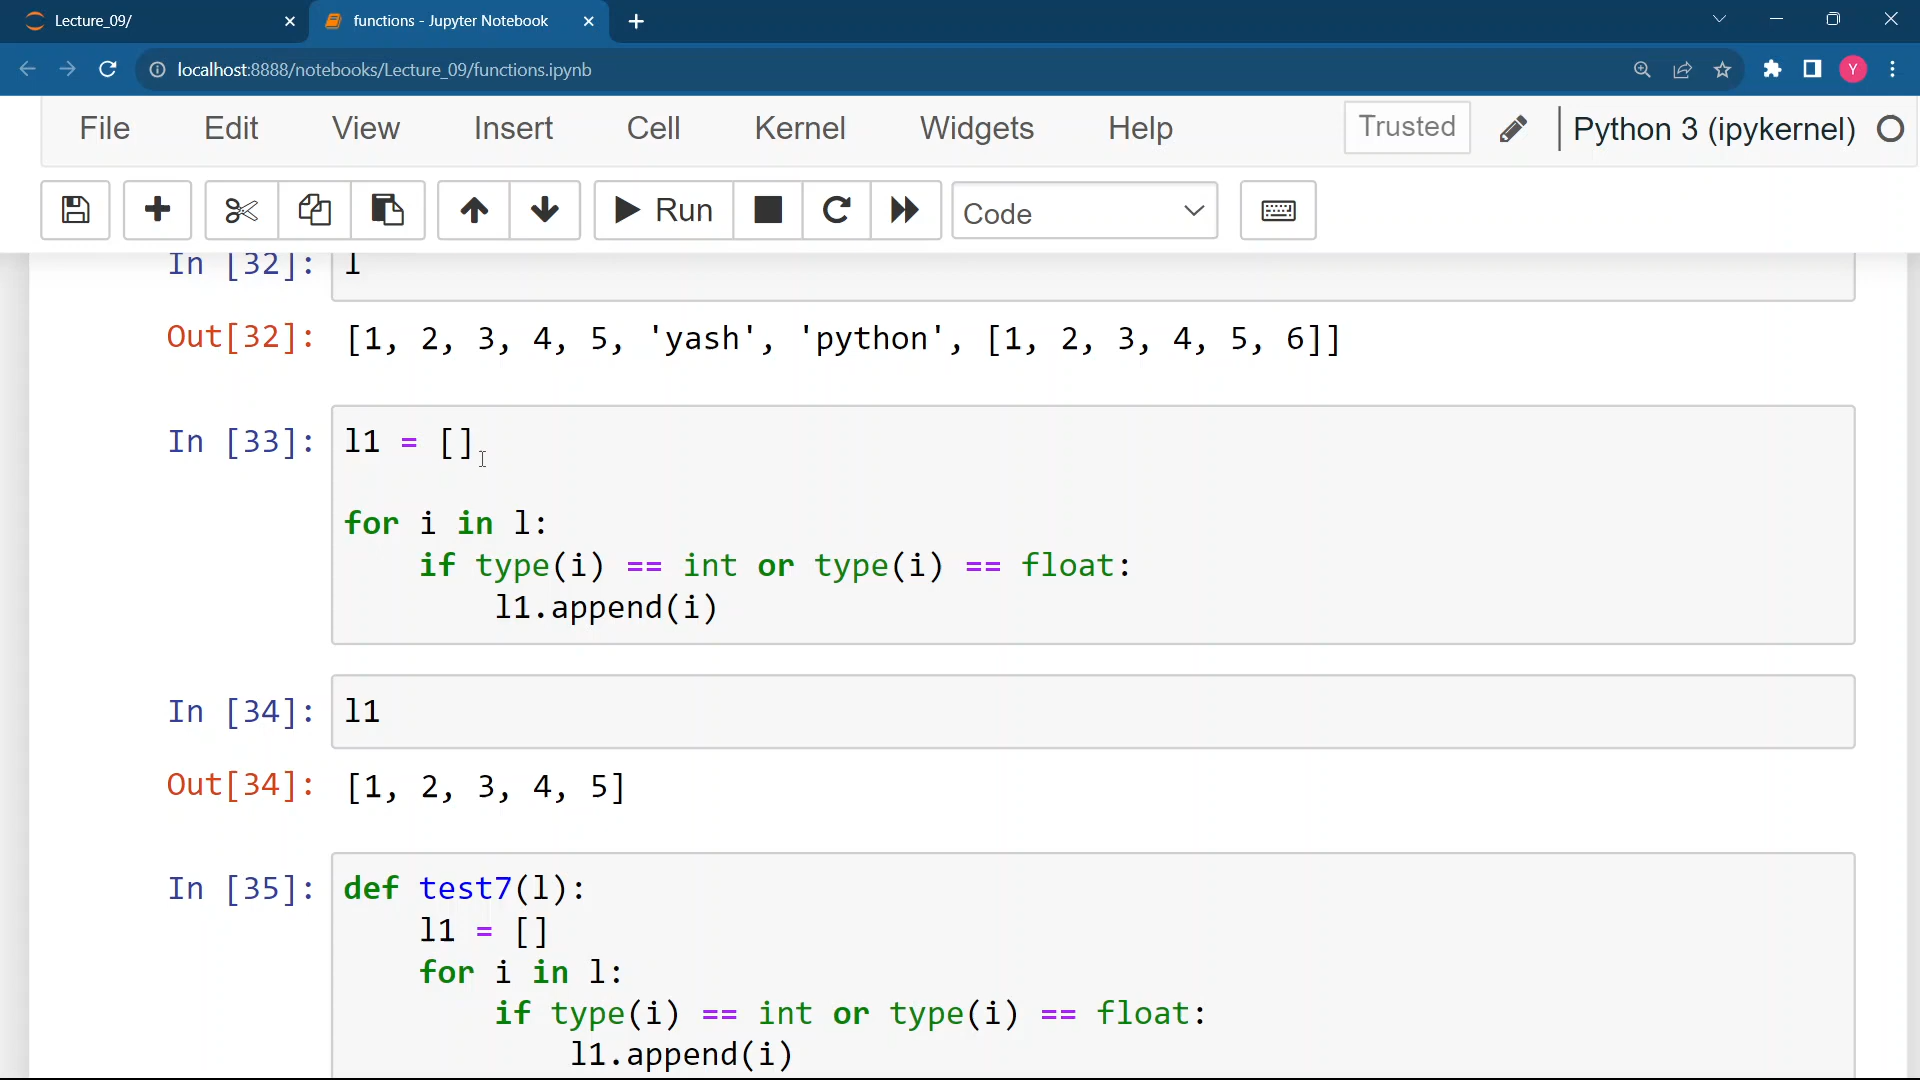 Lecture_09/
functions - Jupyter Notebook
localhost:8888/notebooks/Lecture_09/functions.ipynb
Y
File Edit View Insert Cell Kernel Widgets Help Trusted Python 3 (ipykernel)
Run Code
In [32]: l
Out[32]: [1, 2, 3, 4, 5, 'yash', 'python', [1, 2, 3, 4, 5, 6]]
In [33]: l1 = []
for i in l:
    if type(i) == int or type(i) == float:
        l1.append(i)
In [34]: l1
Out[34]: [1, 2, 3, 4, 5]
In [35]: def test7(l):
    l1 = []
    for i in l:
        if type(i) == int or type(i) == float:
            l1.append(i)